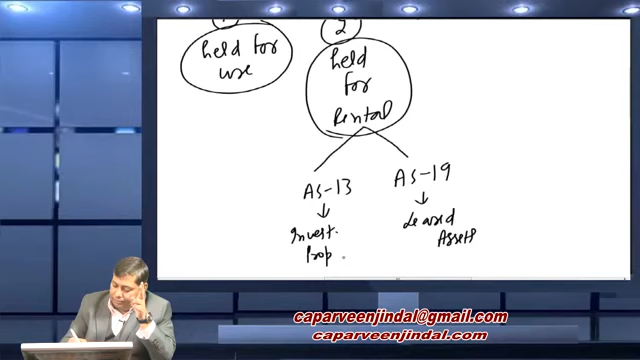 held for
use
2
held
for
Rental
AS-13
AS-19
Invest.
Prop
Leased
Assets
caparveenjindal@gmail.com
caparveenjindal.com